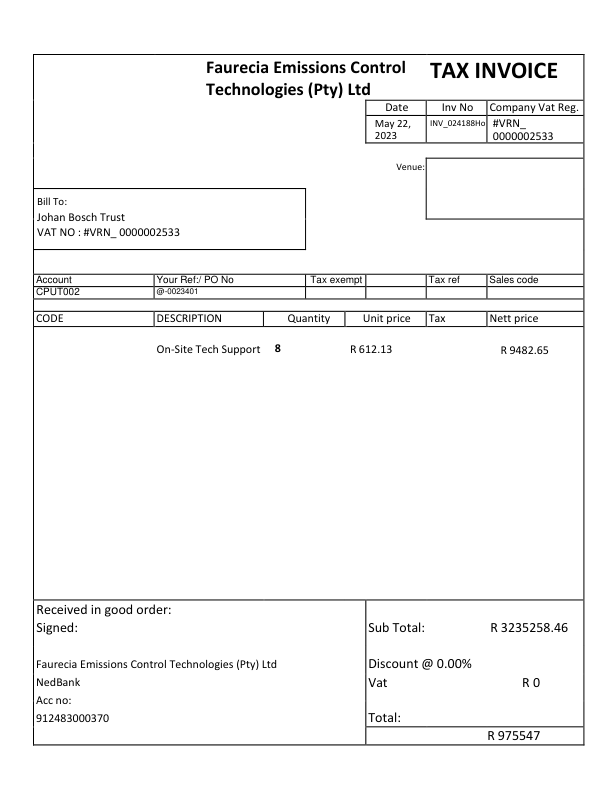 Faurecia Emissions Control
Technologies (Pty) Ltd
TAX INVOICE
Date Inv No Company Vat Reg.
May 22, 2023 INV_024188Ho #VRN_ 0000002533
Venue:
Bill To:
Johan Bosch Trust
VAT NO : #VRN_ 0000002533
Account Your Ref:/ PO No Tax exempt Tax ref Sales code
CPUT002 @-0023401
CODE DESCRIPTION Quantity Unit price Tax Nett price
On-Site Tech Support 8 R 612.13 R 9482.65
Received in good order:
Signed: Sub Total: R 3235258.46
Faurecia Emissions Control Technologies (Pty) Ltd Discount @ 0.00%
NedBank Vat R 0
Acc no:
912483000370 Total:
R 975547